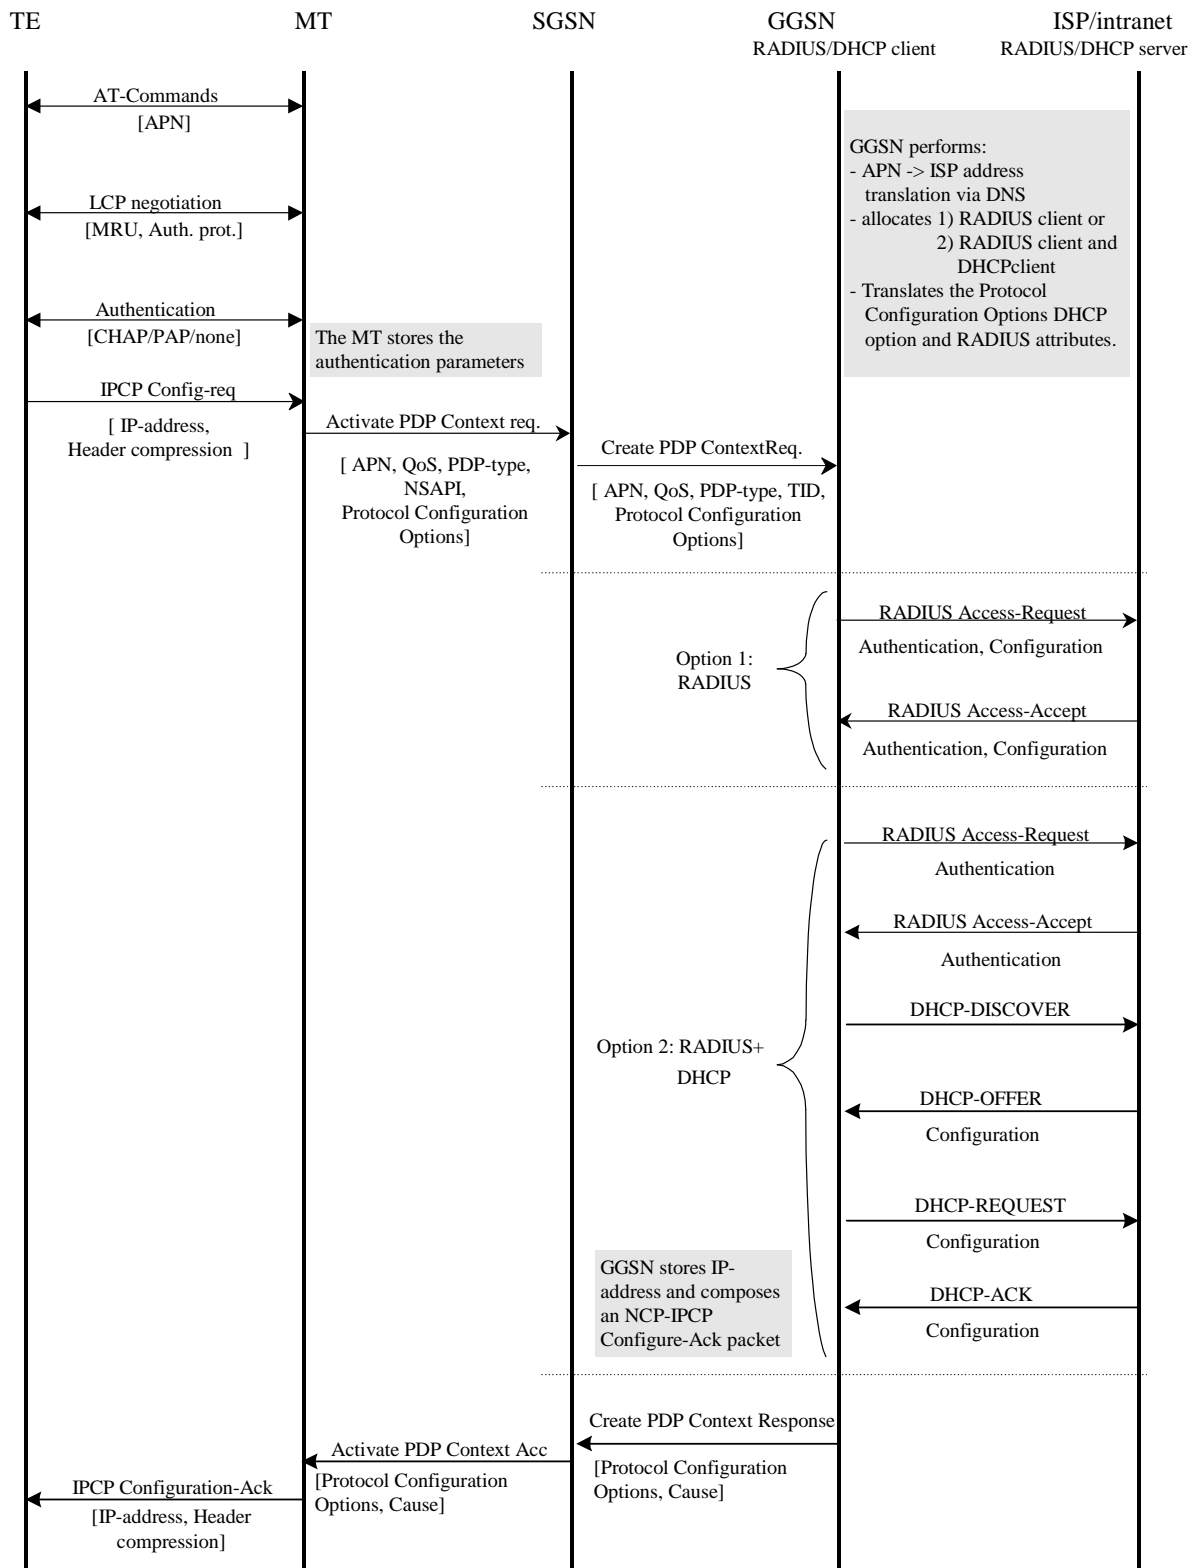 TE
MT
SGSN
GGSN
RADIUS/DHCP client
ISP/intranet
RADIUS/DHCP server
AT-Commands
[APN]
GGSN performs:
- APN -> ISP address
translation via DNS
- allocates 1) RADIUS client or
2) RADIUS client and
DHCPclient
- Translates the Protocol
Configuration Options DHCP
option and RADIUS attributes.
LCP negotiation
[MRU, Auth. prot.]
Authentication
[CHAP/PAP/none]
The MT stores the
authentication parameters
IPCP Config-req
[ IP-address,
Header compression ]
Activate PDP Context req.
[ APN, QoS, PDP-type,
NSAPI,
Protocol Configuration
Options]
Create PDP ContextReq.
[ APN, QoS, PDP-type, TID,
Protocol Configuration
Options]
Option 1:
RADIUS
RADIUS Access-Request
Authentication, Configuration
RADIUS Access-Accept
Authentication, Configuration
RADIUS Access-Request
Authentication
RADIUS Access-Accept
Authentication
DHCP-DISCOVER
Option 2: RADIUS+
DHCP
DHCP-OFFER
Configuration
DHCP-REQUEST
Configuration
GGSN stores IP-
address and composes
an NCP-IPCP
Configure-Ack packet
DHCP-ACK
Configuration
Create PDP Context Response
[Protocol Configuration
Options, Cause]
Activate PDP Context Acc
[Protocol Configuration
Options, Cause]
IPCP Configuration-Ack
[IP-address, Header
compression]